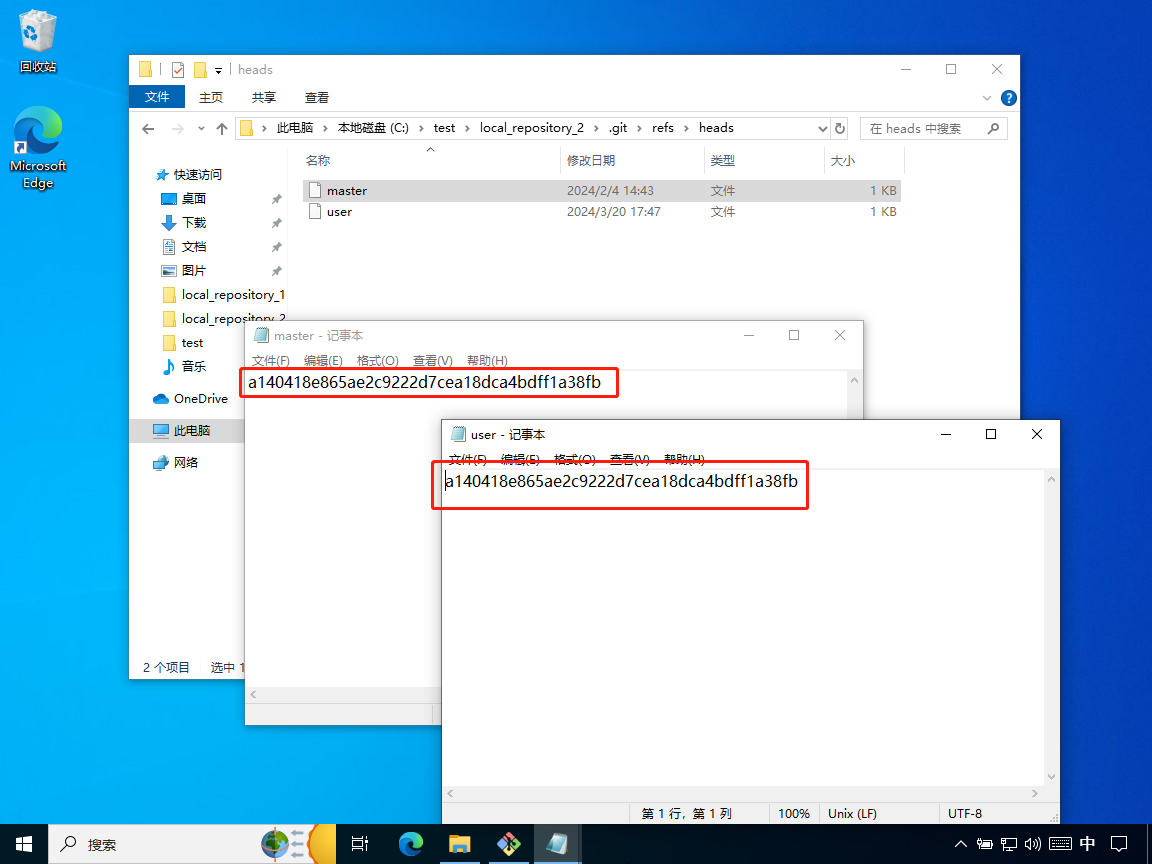 回收站
Microsoft
Edge
heads
文件 主页 共享 查看
此电脑 本地磁盘 (C:) test local_repository_2 .git refs heads
在 heads 中搜索
名称 修改日期 类型 大小
master 2024/2/4 14:43 文件 1 KB
user 2024/3/20 17:47 文件 1 KB
快速访问
桌面
下载
文档
图片
local_repository_1
local_repository_2
test
音乐
OneDrive
此电脑
网络
2 个项目 选中 1
master - 记事本
文件(F) 编辑(E) 格式(O) 查看(V) 帮助(H)
a140418e865ae2c9222d7cea18dca4bdff1a38fb
user - 记事本
文件(F) 编辑(E) 格式(O) 查看(V) 帮助(H)
a140418e865ae2c9222d7cea18dca4bdff1a38fb
第 1 行，第 1 列 100% Unix (LF) UTF-8
搜索
中